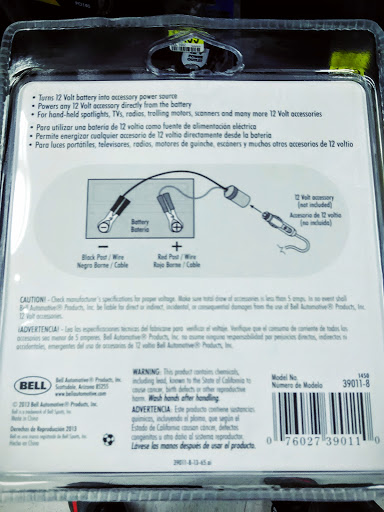 • Turns 12 Volt battery into accessory power source
• Powers any 12 Volt accessory directly from the battery
• For hand-held spotlights, TVs, radios, trolling motors, scanners and many more 12 Volt accessories
• Para utilizar una bateria de 12 voltio como fuente de alimentación eléctrica
• Permite energizar cualquier accesorio de 12 voltio directamente desde la bateria
• Para luces portátiles, televisores, radios, motores de guinche, escáners y muchos otros accesorios de 12 voltio
Battery
Bateria
12 Volt accessory
(not included)
Accesorio de 12 voltio
(no incluido)
– +
Black Post / Wire Red Post / Wire
Negro Borne / Cable Rojo Borne / Cable
CAUTION! - Check manufacturer's specifications for proper voltage. Make sure total draw of accessories is less than 5 amps. In no event shall
Bell Automotive® Products, Inc. be liable for direct or indirect, incidental, or consequential damages from the use of Bell Automotive® Products, Inc.
12 Volt accessories.
¡ADVERTENCIA! - Lea las especificaciones técnicas del fabricante para verificar el voltaje. Verifique que el consumo de corriente de todos los
accesorios sea menor de 5 amperes. Bell Automotive® Products, Inc. no asume ninguna responsabilidad por perjuicios directos, indirectos ni
accidentales, emergentes del uso de accesorios de 12 voltios Bell Automotive® Products, Inc.
BELL
Bell Automotive® Products, Inc.
Scottsdale, Arizona 85251
www.bellautomotive.com
© 2013 Bell Automotive® Products, Inc.
Bell is a trademark of Bell Sports, Inc.
Made in China
Derechos de Reproducción 2013
Bell es una marca registrada de Bell Sports, Inc.
Hecho en China
WARNING: This product contains chemicals,
including lead, known to the State of California to
cause cancer, birth defects or other reproductive
harm. Wash hands after handling.
ADVERTENCIA: Este producto contiene sustancias
químicas, incluyendo el plomo, que según el
Estado de California causan cáncer, defectos
congénitos y otro daño al sistema reproductor.
Lávese las manos después de usar el producto.
39011-8-13-65.ai
1458
Model No. 39011-8
Número de Modelo
0 76027 39011 0